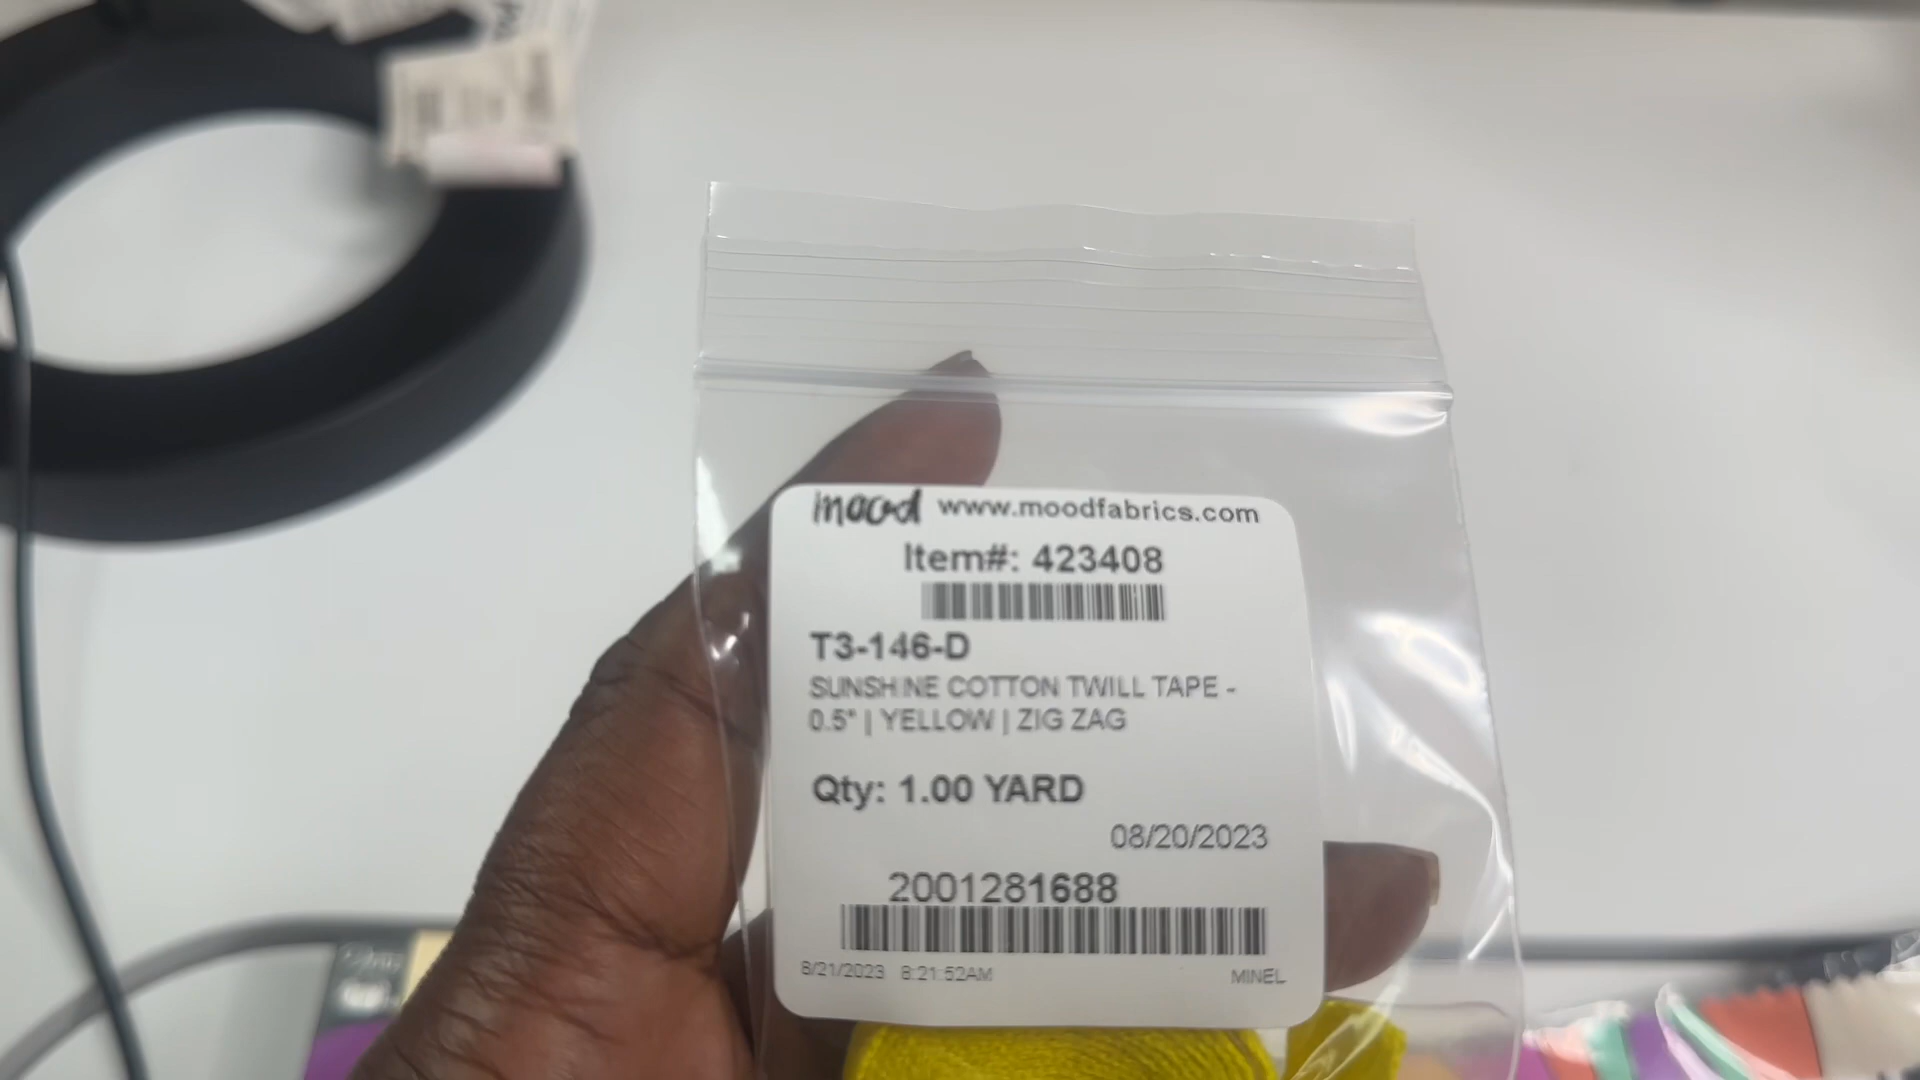 mood www.moodfabrics.com
Item#: 423408
T3-146-D
SUNSHINE COTTON TWILL TAPE -
0.5" | YELLOW | ZIG ZAG
Qty: 1.00 YARD
08/20/2023
2001281688
8/21/2023 8:21:52AM MINEL